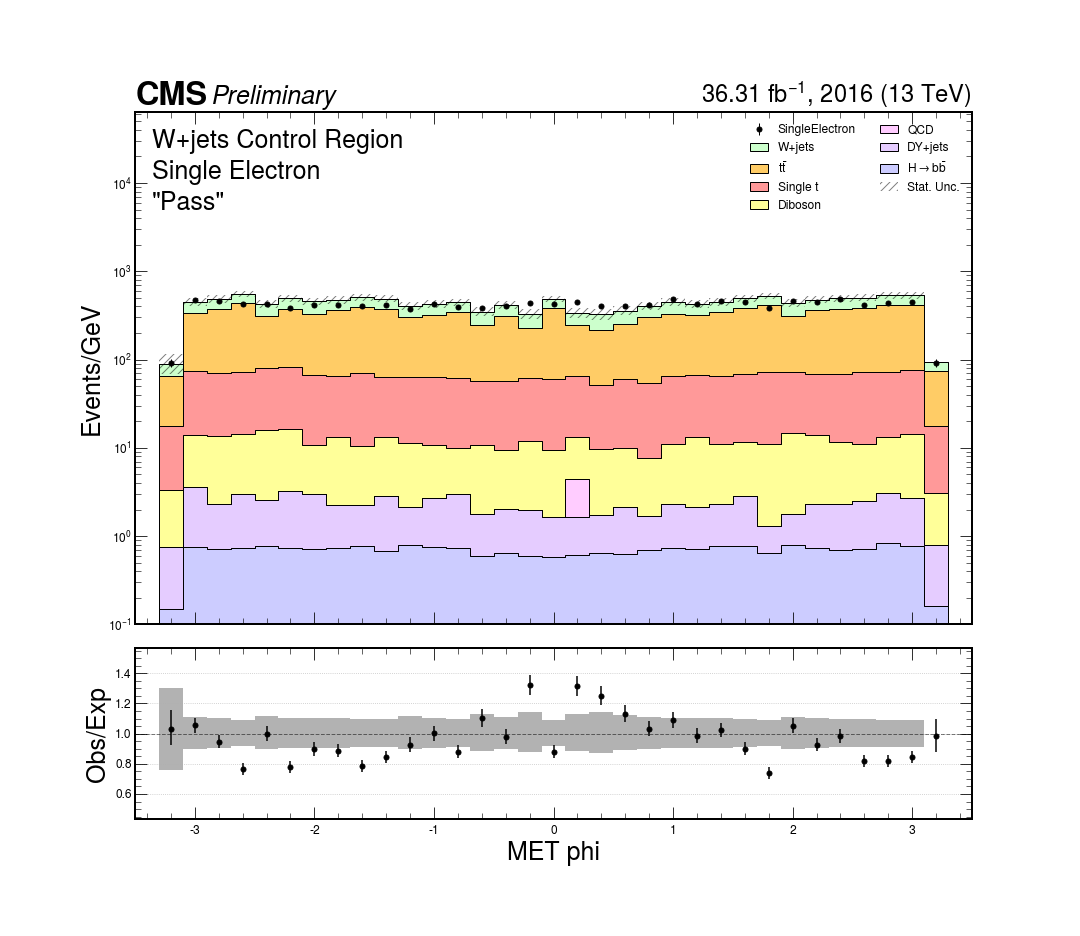 CMS Preliminary 36.31 fb⁻¹, 2016 (13 TeV)
W+jets Control Region
Single Electron
"Pass"
SingleElectron
W+jets
tt̄
Single t
Diboson
QCD
DY+jets
H→bb̄
Stat. Unc.
Events/GeV
10⁴
10³
10²
10¹
10⁰
10⁻¹
Obs/Exp
1.4
1.2
1.0
0.8
0.6
-3 -2 -1 0 1 2 3
MET phi